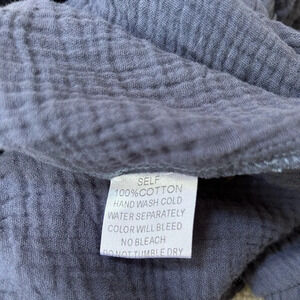 SELF
100%COTTON
HAND WASH COLD
WATER SEPARATELY
COLOR WILL BLEED
NO BLEACH
DO NOT TUMBLE DRY